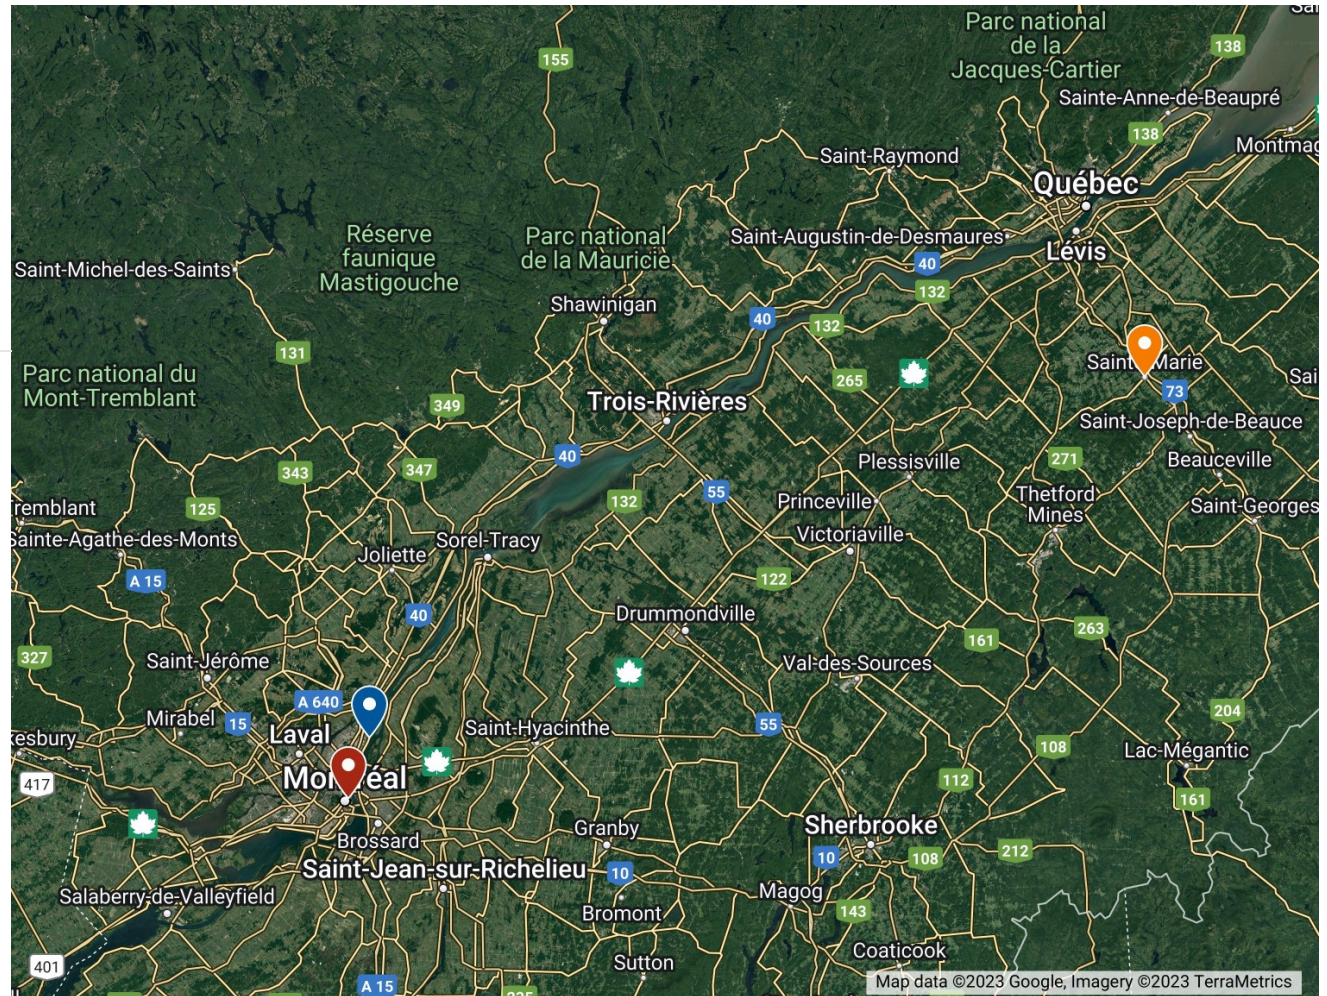 Parc national
de la
Jacques-Cartier
138
155
Sainte-Anne-de-Beaupré
138
Saint-Raymond
Québec
Réserve
faunique
Mastigouche
Parc national
de la Mauricie
Saint-Augustin-de-Desmaures
Lévis
Saint-Michel-des-Saints
40
132
Shawinigan
40
132
131
Parc national du
Mont-Tremblant
265
73
349
Trois-Rivières
Saint-Joseph-de-Beauce
40
343
347
Plessisville
271
Beauceville
125
132
55
Princeville
Thetford
Mines
Saint-Georges
Sainte-Agathe-des-Monts
Joliette
Sorel-Tracy
Victoriaville
A 15
122
40
Drummondville
263
161
327
Saint-Jérôme
Val-des-Sources
A 640
Mirabel
15
Laval
Saint-Hyacinthe
55
204
108
Lac-Mégantic
417
112
161
Brossard
Granby
Sherbrooke
Saint-Jean-sur-Richelieu
10
10
108
212
Salaberry-de-Valleyfield
Bromont
Magog
143
401
Sutton
Coaticook
A 15
Map data ©2023 Google, Imagery ©2023 TerraMetrics